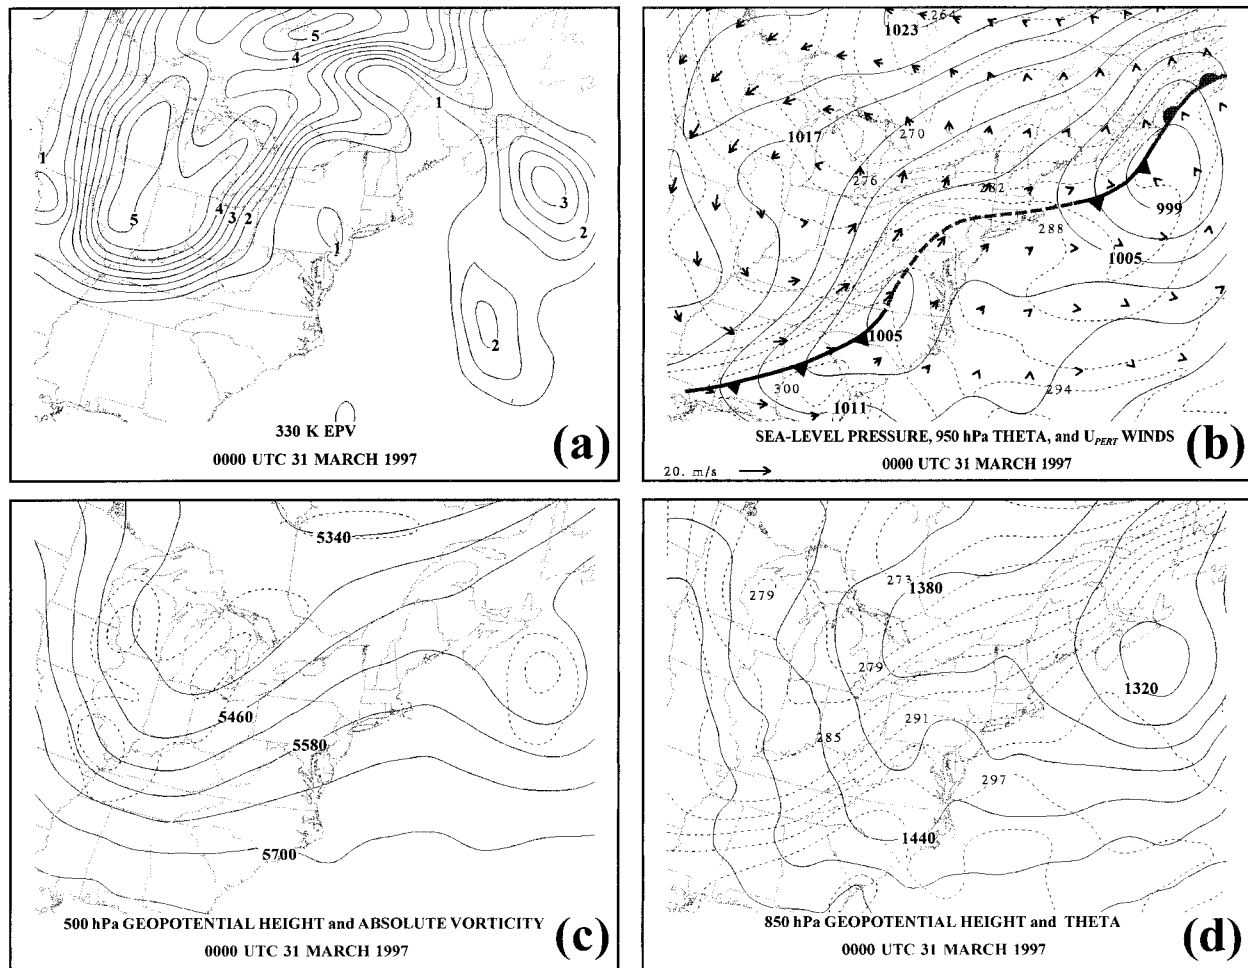 5
4
1
1
4 3 2
3
5
2
1
2
330 K EPV
0000 UTC 31 MARCH 1997
(a)
264
1023
1017
270
276
282
999
288
1005
1005
300
294
1011
SEA-LEVEL PRESSURE, 950 hPa THETA, and UPERT WINDS
0000 UTC 31 MARCH 1997
20. m/s
(b)
5340
5460
5580
5700
500 hPa GEOPOTENTIAL HEIGHT and ABSOLUTE VORTICITY
0000 UTC 31 MARCH 1997
(c)
273
1380
279
279
1320
291
285
297
1440
850 hPa GEOPOTENTIAL HEIGHT and THETA
0000 UTC 31 MARCH 1997
(d)